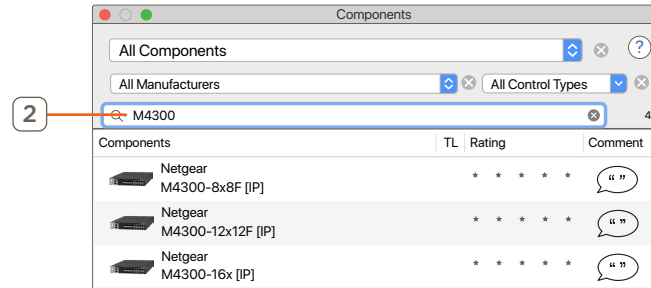 Components
All Components
?
All Manufacturers
All Control Types
2
M4300
4
Components TL Rating Comment
Netgear
M4300-8x8F [IP]
* * * * *
“ ”
Netgear
M4300-12x12F [IP]
* * * * *
“ ”
Netgear
M4300-16x [IP]
* * * * *
“ ”